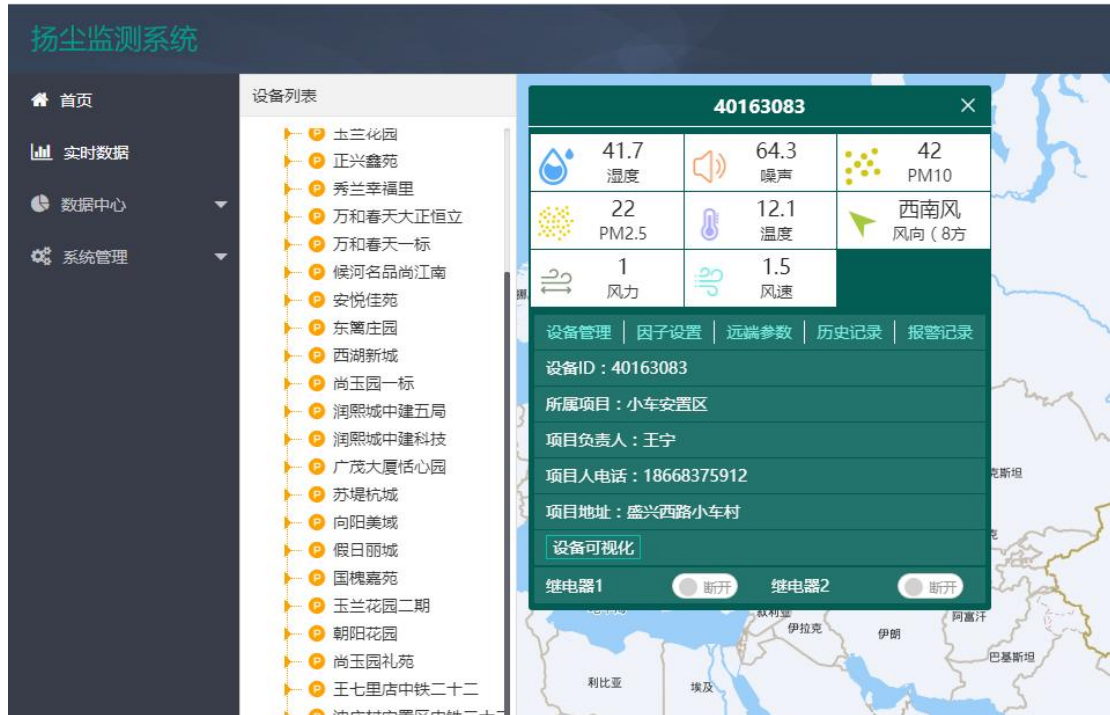 扬尘监测系统
首页
实时数据
数据中心
系统管理
设备列表
玉兰花园
正兴鑫苑
秀兰幸福里
万和春天大正恒立
万和春天一标
候河名品尚江南
安悦佳苑
东篱庄园
西湖新城
尚玉园一标
润熙城中建五局
润熙城中建科技
广茂大厦恬心园
苏堤杭城
向阳美域
假日丽城
国槐嘉苑
玉兰花园二期
朝阳花园
尚玉园礼苑
王七里店中铁二十二
40163083
41.7
湿度
64.3
噪声
42
PM10
22
PM2.5
12.1
温度
西南风
风向（8方
1
风力
1.5
风速
设备管理
因子设置
远端参数
历史记录
报警记录
设备ID：40163083
所属项目：小车安置区
项目负责人：王宁
项目人电话：18668375912
项目地址：盛兴西路小车村
设备可视化
继电器1 断开 继电器2 断开
克斯坦
叙利亚
伊拉克
伊朗
阿富汗
巴基斯坦
利比亚
埃及